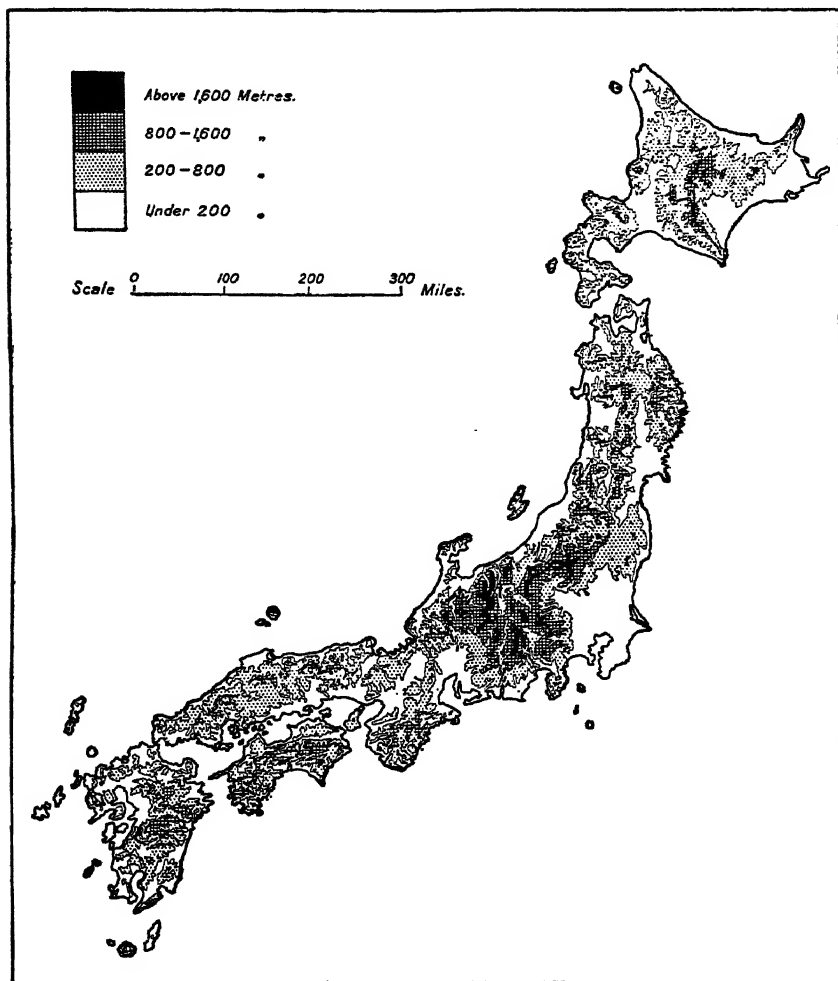 Above 1,600 Metres.
800–1,600 „
200–800 „
Under 200 „
0 100 200 300
Scale Miles.